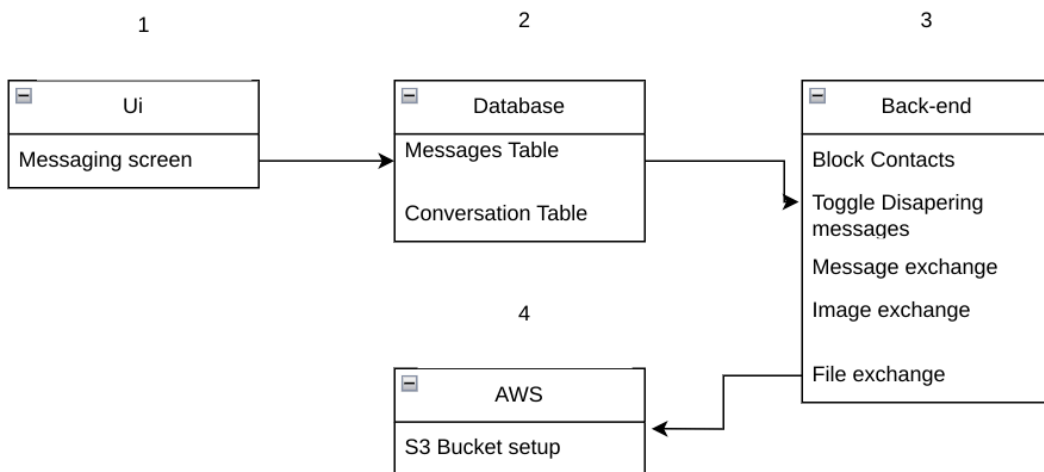 1
2
3
Ui
Messaging screen
Database
Messages Table
Conversation Table
Back-end
Block Contacts
Toggle Disapering
messages
Message exchange
Image exchange
File exchange
4
AWS
S3 Bucket setup